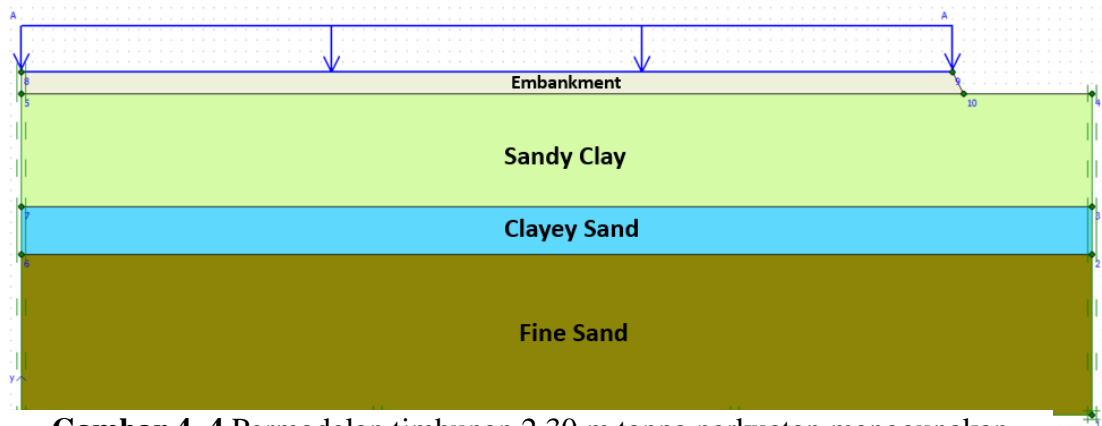 A A
8 Embankment 9
5 10 4
Sandy Clay
7 3
Clayey Sand
6 2
Fine Sand
y
1
Gambar 4. 4 Permodelan timbunan 2,30 m tanpa perkuatan menggunakan